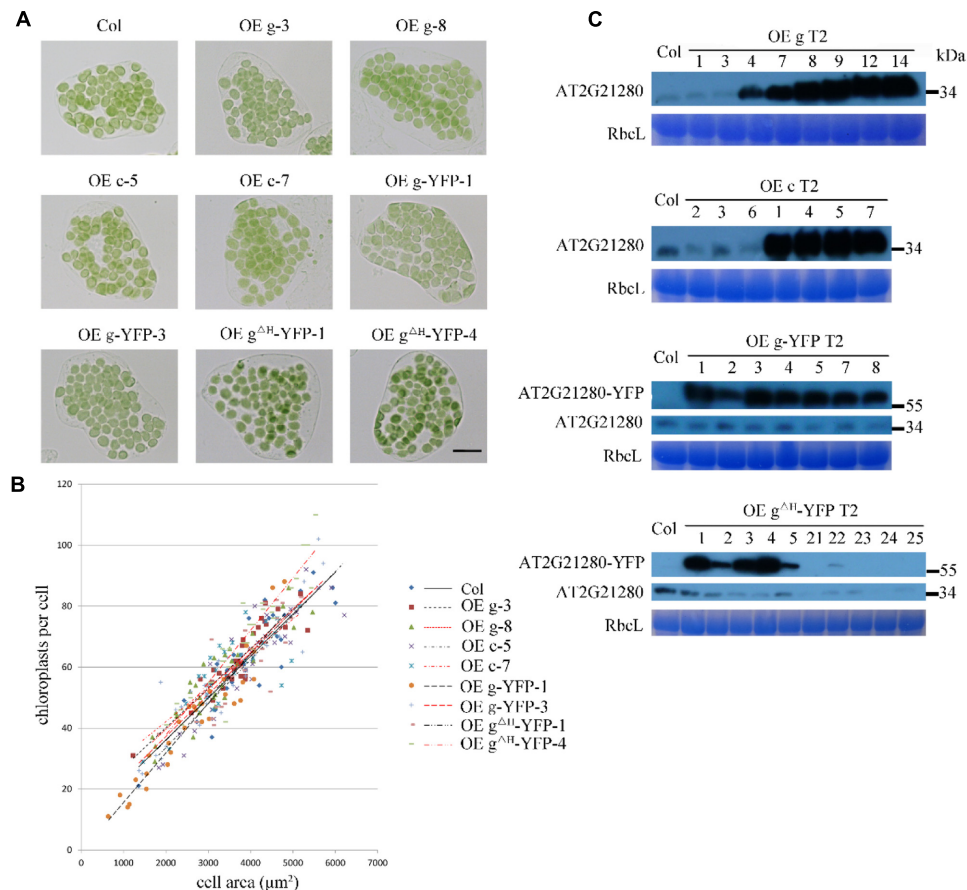 A
Col OE g-3 OE g-8
OE c-5 OE c-7 OE g-YFP-1
OE g-YFP-3 OE g△H-YFP-1 OE g△H-YFP-4
B
120
100
80
60
40
20
0
0 1000 2000 3000 4000 5000 6000 7000
chloroplasts per cell
cell area (μm²)
Col
OE g-3
OE g-8
OE c-5
OE c-7
OE g-YFP-1
OE g-YFP-3
OE g△H-YFP-1
OE g△H-YFP-4
C
OE g T2
Col 1 3 4 7 8 9 12 14 kDa
AT2G21280 34
RbcL
OE c T2
Col 2 3 6 1 4 5 7
AT2G21280 34
RbcL
OE g-YFP T2
Col 1 2 3 4 5 7 8
AT2G21280-YFP 55
AT2G21280 34
RbcL
OE g△H-YFP T2
Col 1 2 3 4 5 21 22 23 24 25
AT2G21280-YFP 55
AT2G21280 34
RbcL